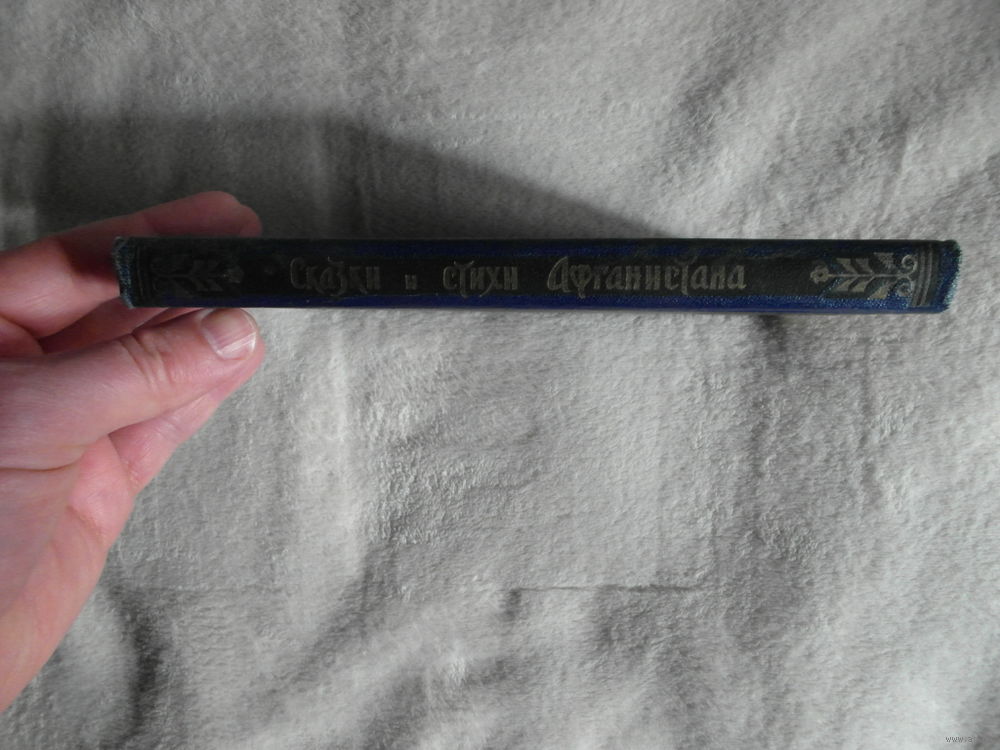 Сказки и стихи Афганистана